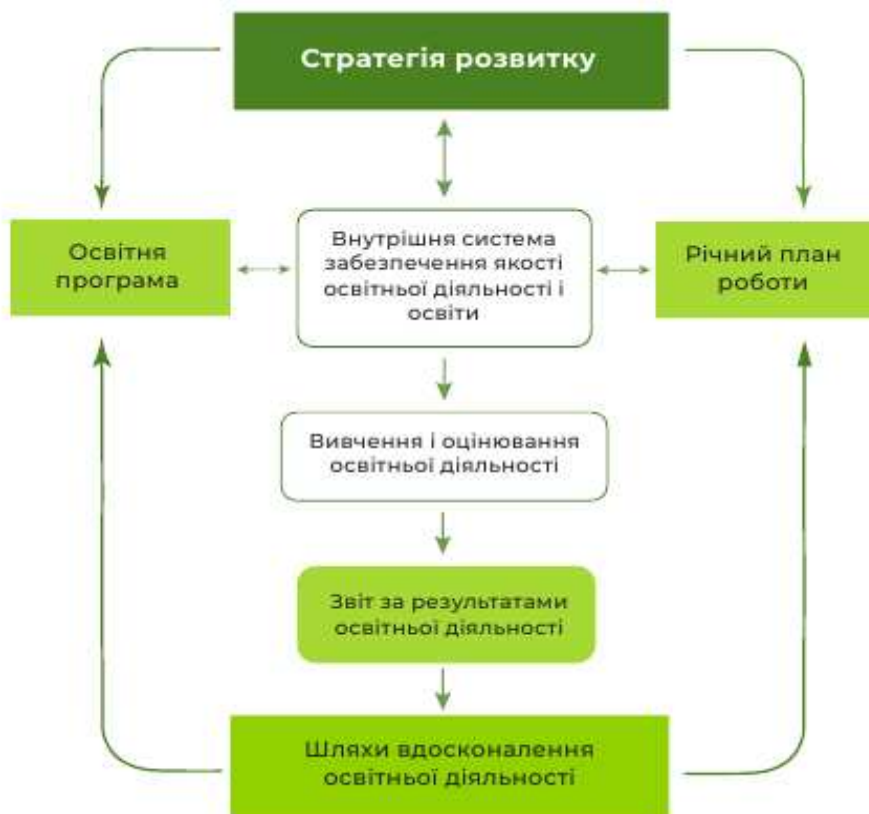 Стратегія розвитку
Освітня
програма
Внутрішня система
забезпечення якості
освітньої діяльності і
освіти
Річний план
роботи
Вивчення і оцінювання
освітньої діяльності
Звіт за результатами
освітньої діяльності
Шляхи вдосконалення
освітньої діяльності